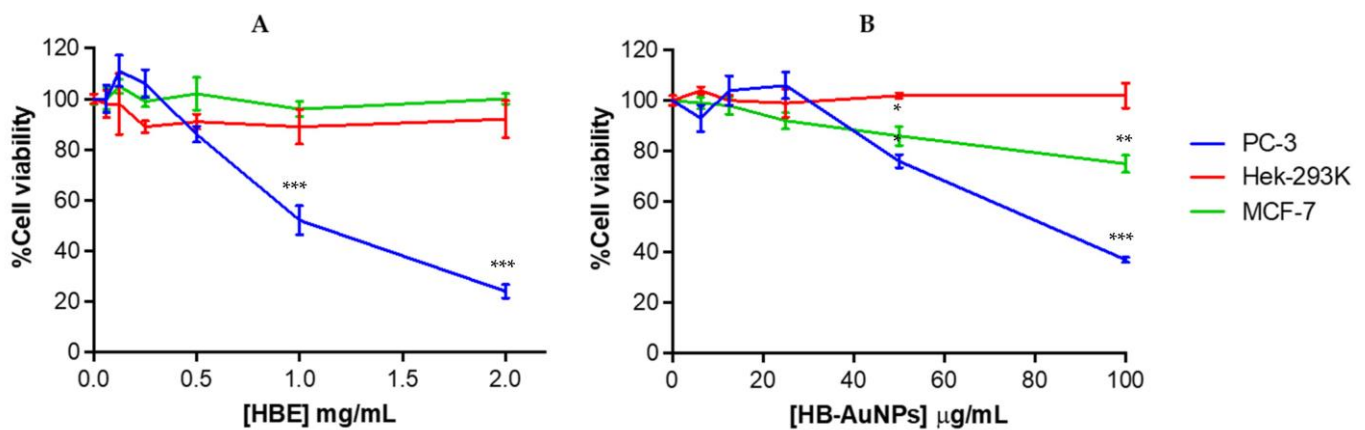 A
%Cell viability
120
100
80
60
40
20
0
***
***
0.0 0.5 1.0 1.5 2.0
[HBE] mg/mL
B
%Cell viability
120
100
80
60
40
20
0
*
*
**
***
0 20 40 60 80 100
[HB-AuNPs] µg/mL
PC-3
Hek-293K
MCF-7